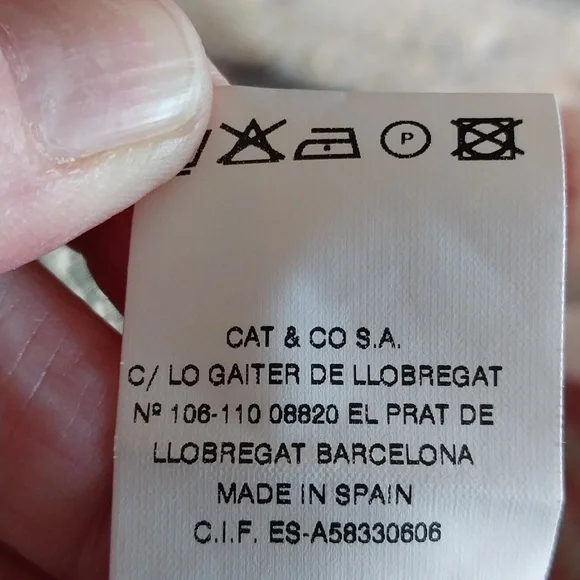 P
CAT & CO S.A.
C/ LO GAITER DE LLOBREGAT
Nº 106-110 08820 EL PRAT DE
LLOBREGAT BARCELONA
MADE IN SPAIN
C.I.F. ES-A58330606